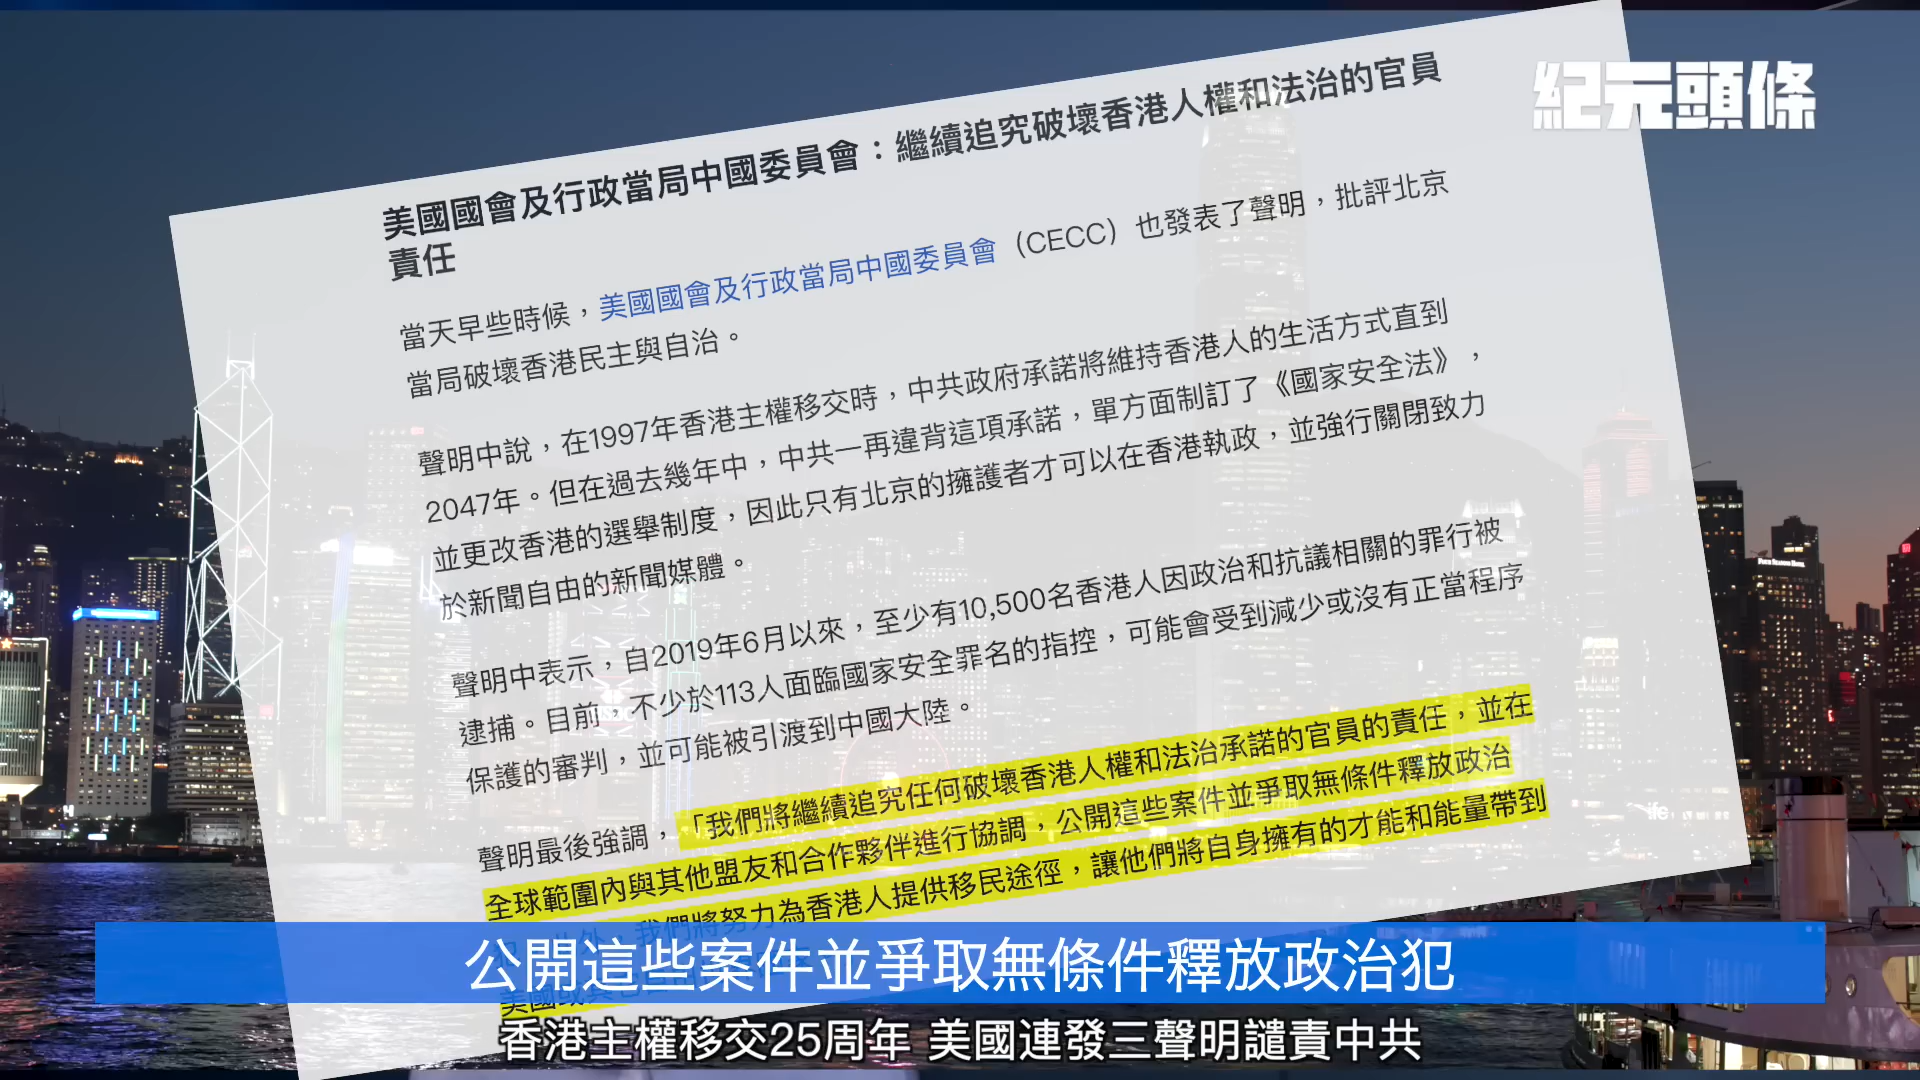 紀元頭條
美國國會及行政當局中國委員會：繼續追究破壞香港人權和法治的官員
責任
當天早些時候，美國國會及行政當局中國委員會（CECC）也發表了聲明，批評北京
當局破壞香港民主與自治。
聲明中說，在1997年香港主權移交時，中共政府承諾將維持香港人的生活方式直到
2047年。但在過去幾年中，中共一再違背這項承諾，單方面制訂了《國家安全法》，
並更改香港的選舉制度，因此只有北京的擁護者才可以在香港執政，並強行關閉致力
於新聞自由的新聞媒體。
聲明中表示，自2019年6月以來，至少有10,500名香港人因政治和抗議相關的罪行被
逮捕。目前，不少於113人面臨國家安全罪名的指控，可能會受到減少或沒有正當程序
保護的審判，並可能被引渡到中國大陸。
聲明最後強調，「我們將繼續追究任何破壞香港人權和法治承諾的官員的責任，並在
全球範圍內與其他盟友和合作夥伴進行協調，公開這些案件並爭取無條件釋放政治
我們將努力為香港人提供移民途徑，讓他們將自身擁有的才能和能量帶到
美國或其
公開這些案件並爭取無條件釋放政治犯
香港主權移交25周年 美國連發三聲明譴責中共
FOUR SEASONS HOTEL
ife